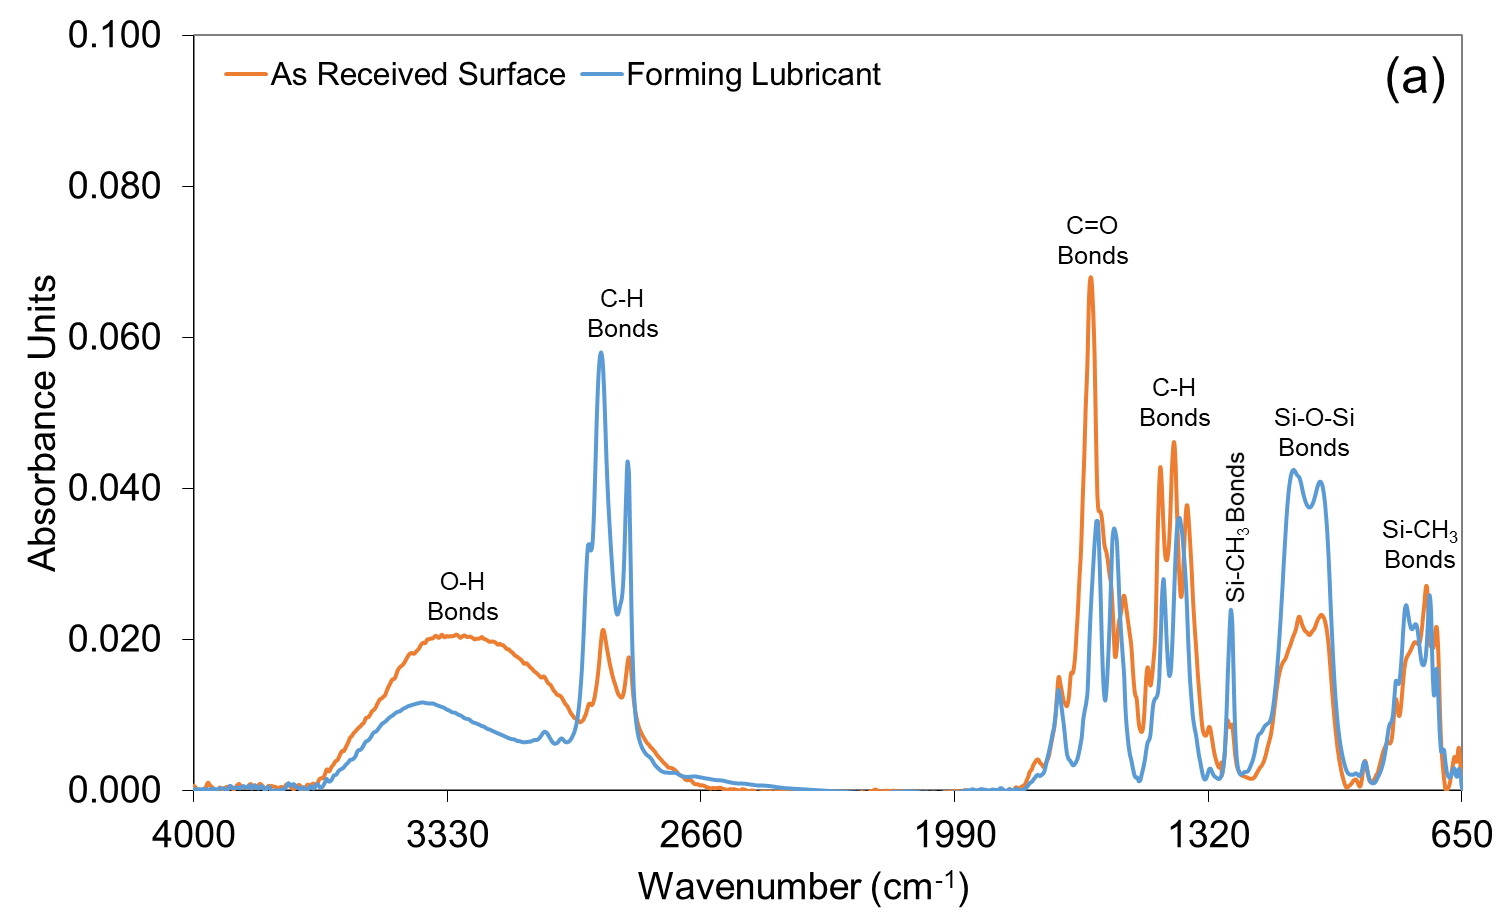 0.100
As Received Surface Forming Lubricant (a)
0.080
C=O
Bonds
C-H
Bonds
0.060
C-H
Bonds
Si-O-Si
Bonds
Si-CH3 Bonds
0.040
Si-CH3
Bonds
O-H
Bonds
0.020
0.000
4000 3330 2660 1990 1320 650
Absorbance Units
Wavenumber (cm-1)